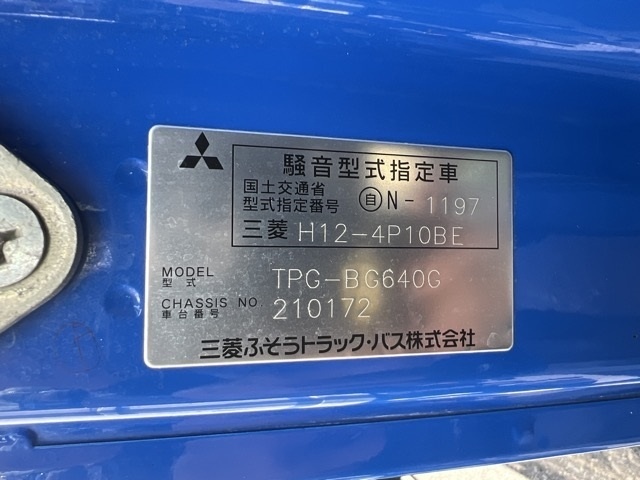 騒音型式指定車
国土交通省
型式指定番号 自N- 1197
三菱 H12-4P10BE
MODEL
型式 TPG-BG640G
CHASSIS NO.
車台番号 210172
三菱ふそうトラック・バス株式会社